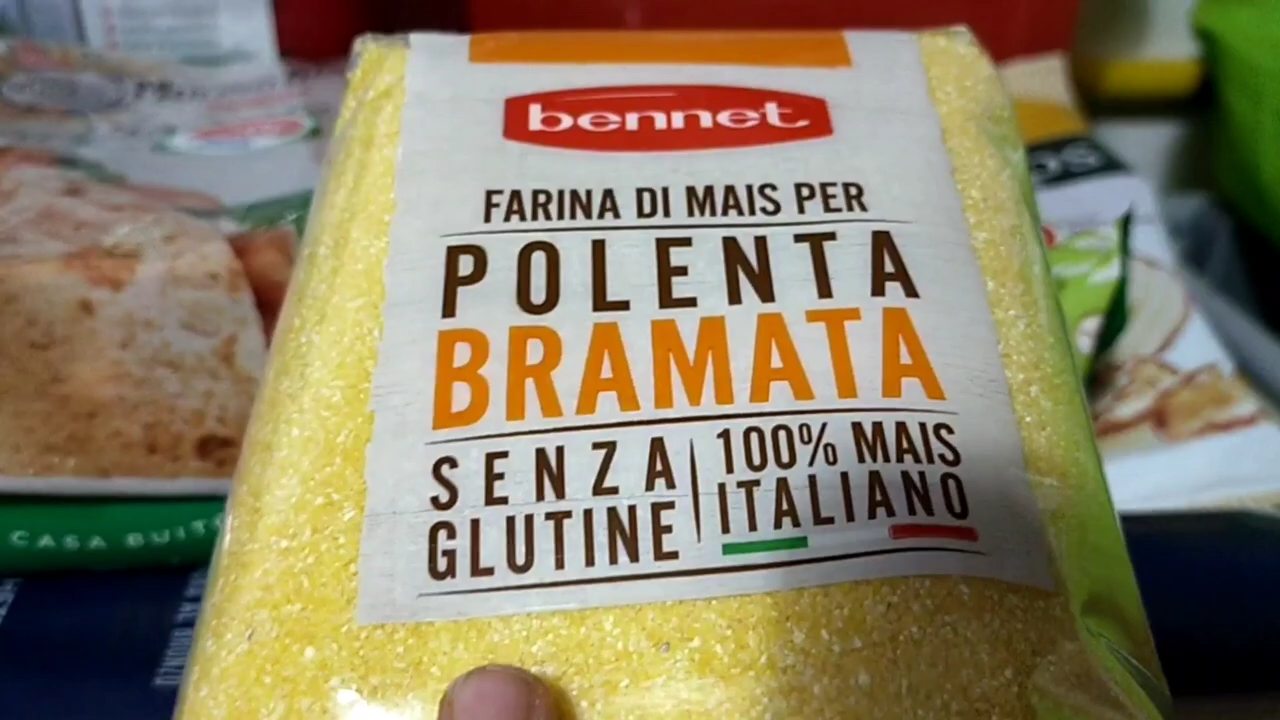 bennet
FARINA DI MAIS PER
POLENTA
BRAMATA
SENZA
GLUTINE
100% MAIS
ITALIANO
CASA BUITO